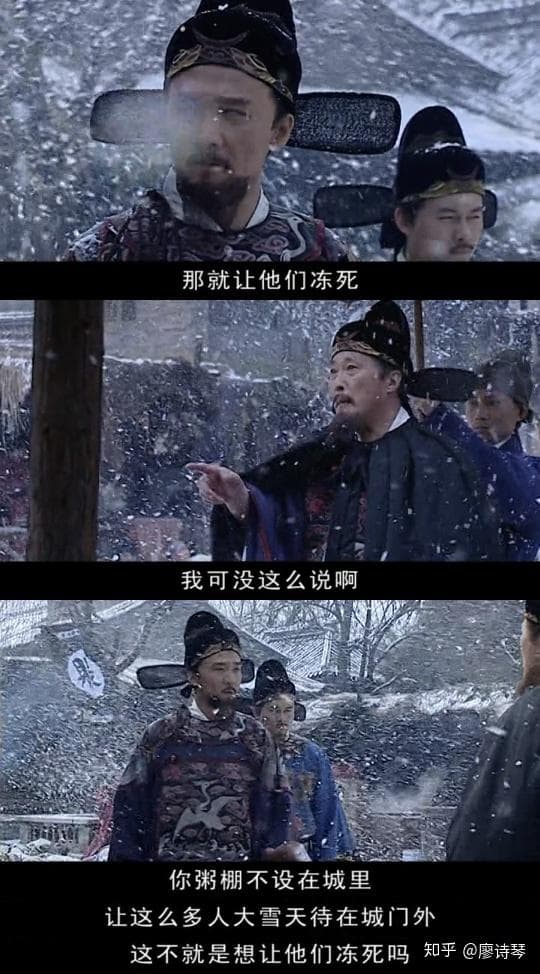 那就让他们冻死
我可没这么说啊
你粥棚不设在城里
让这么多人大雪天待在城门外
这不就是想让他们冻死吗
知乎 @廖诗琴